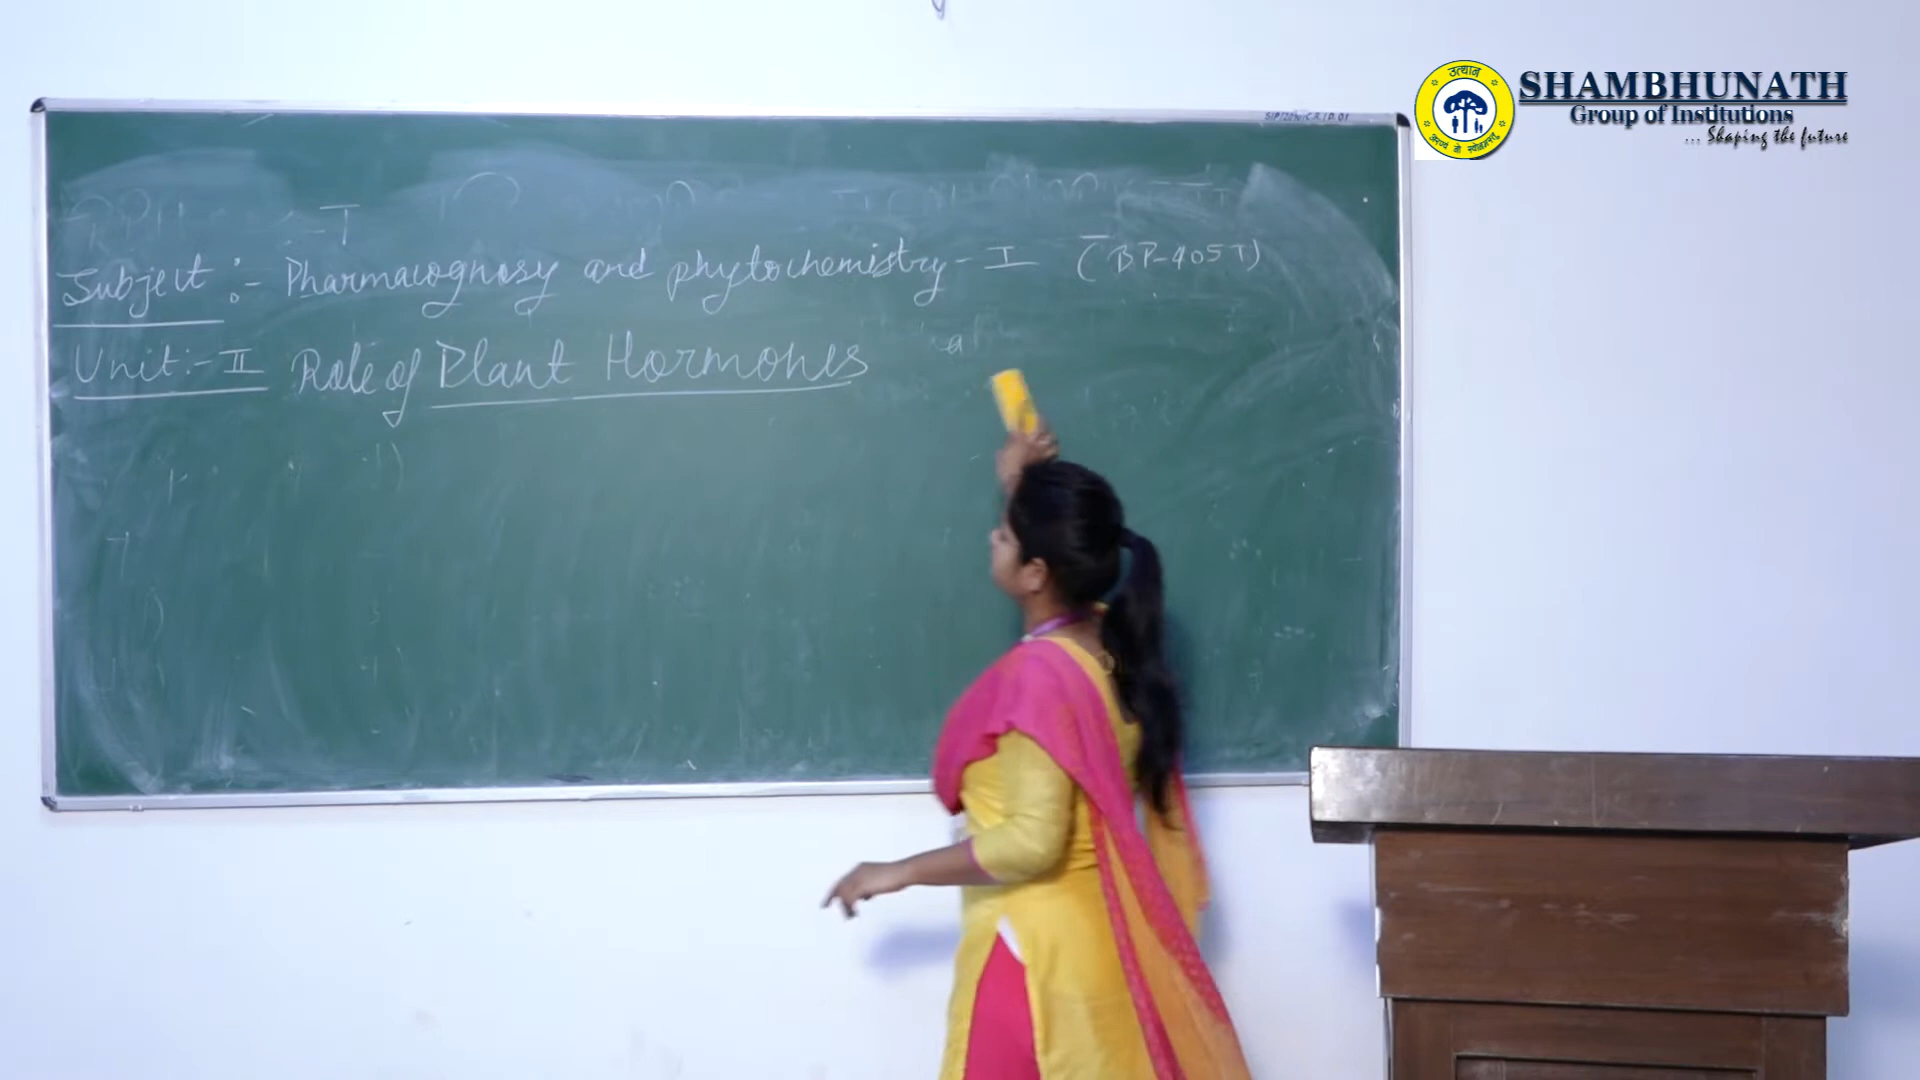 उत्थान
SHAMBHUNATH
Group of Institutions
... Shaping the future
Subject :- Pharmacognosy and phytochemistry - I (BP-405T)
Unit:- II Role of Plant Hormones